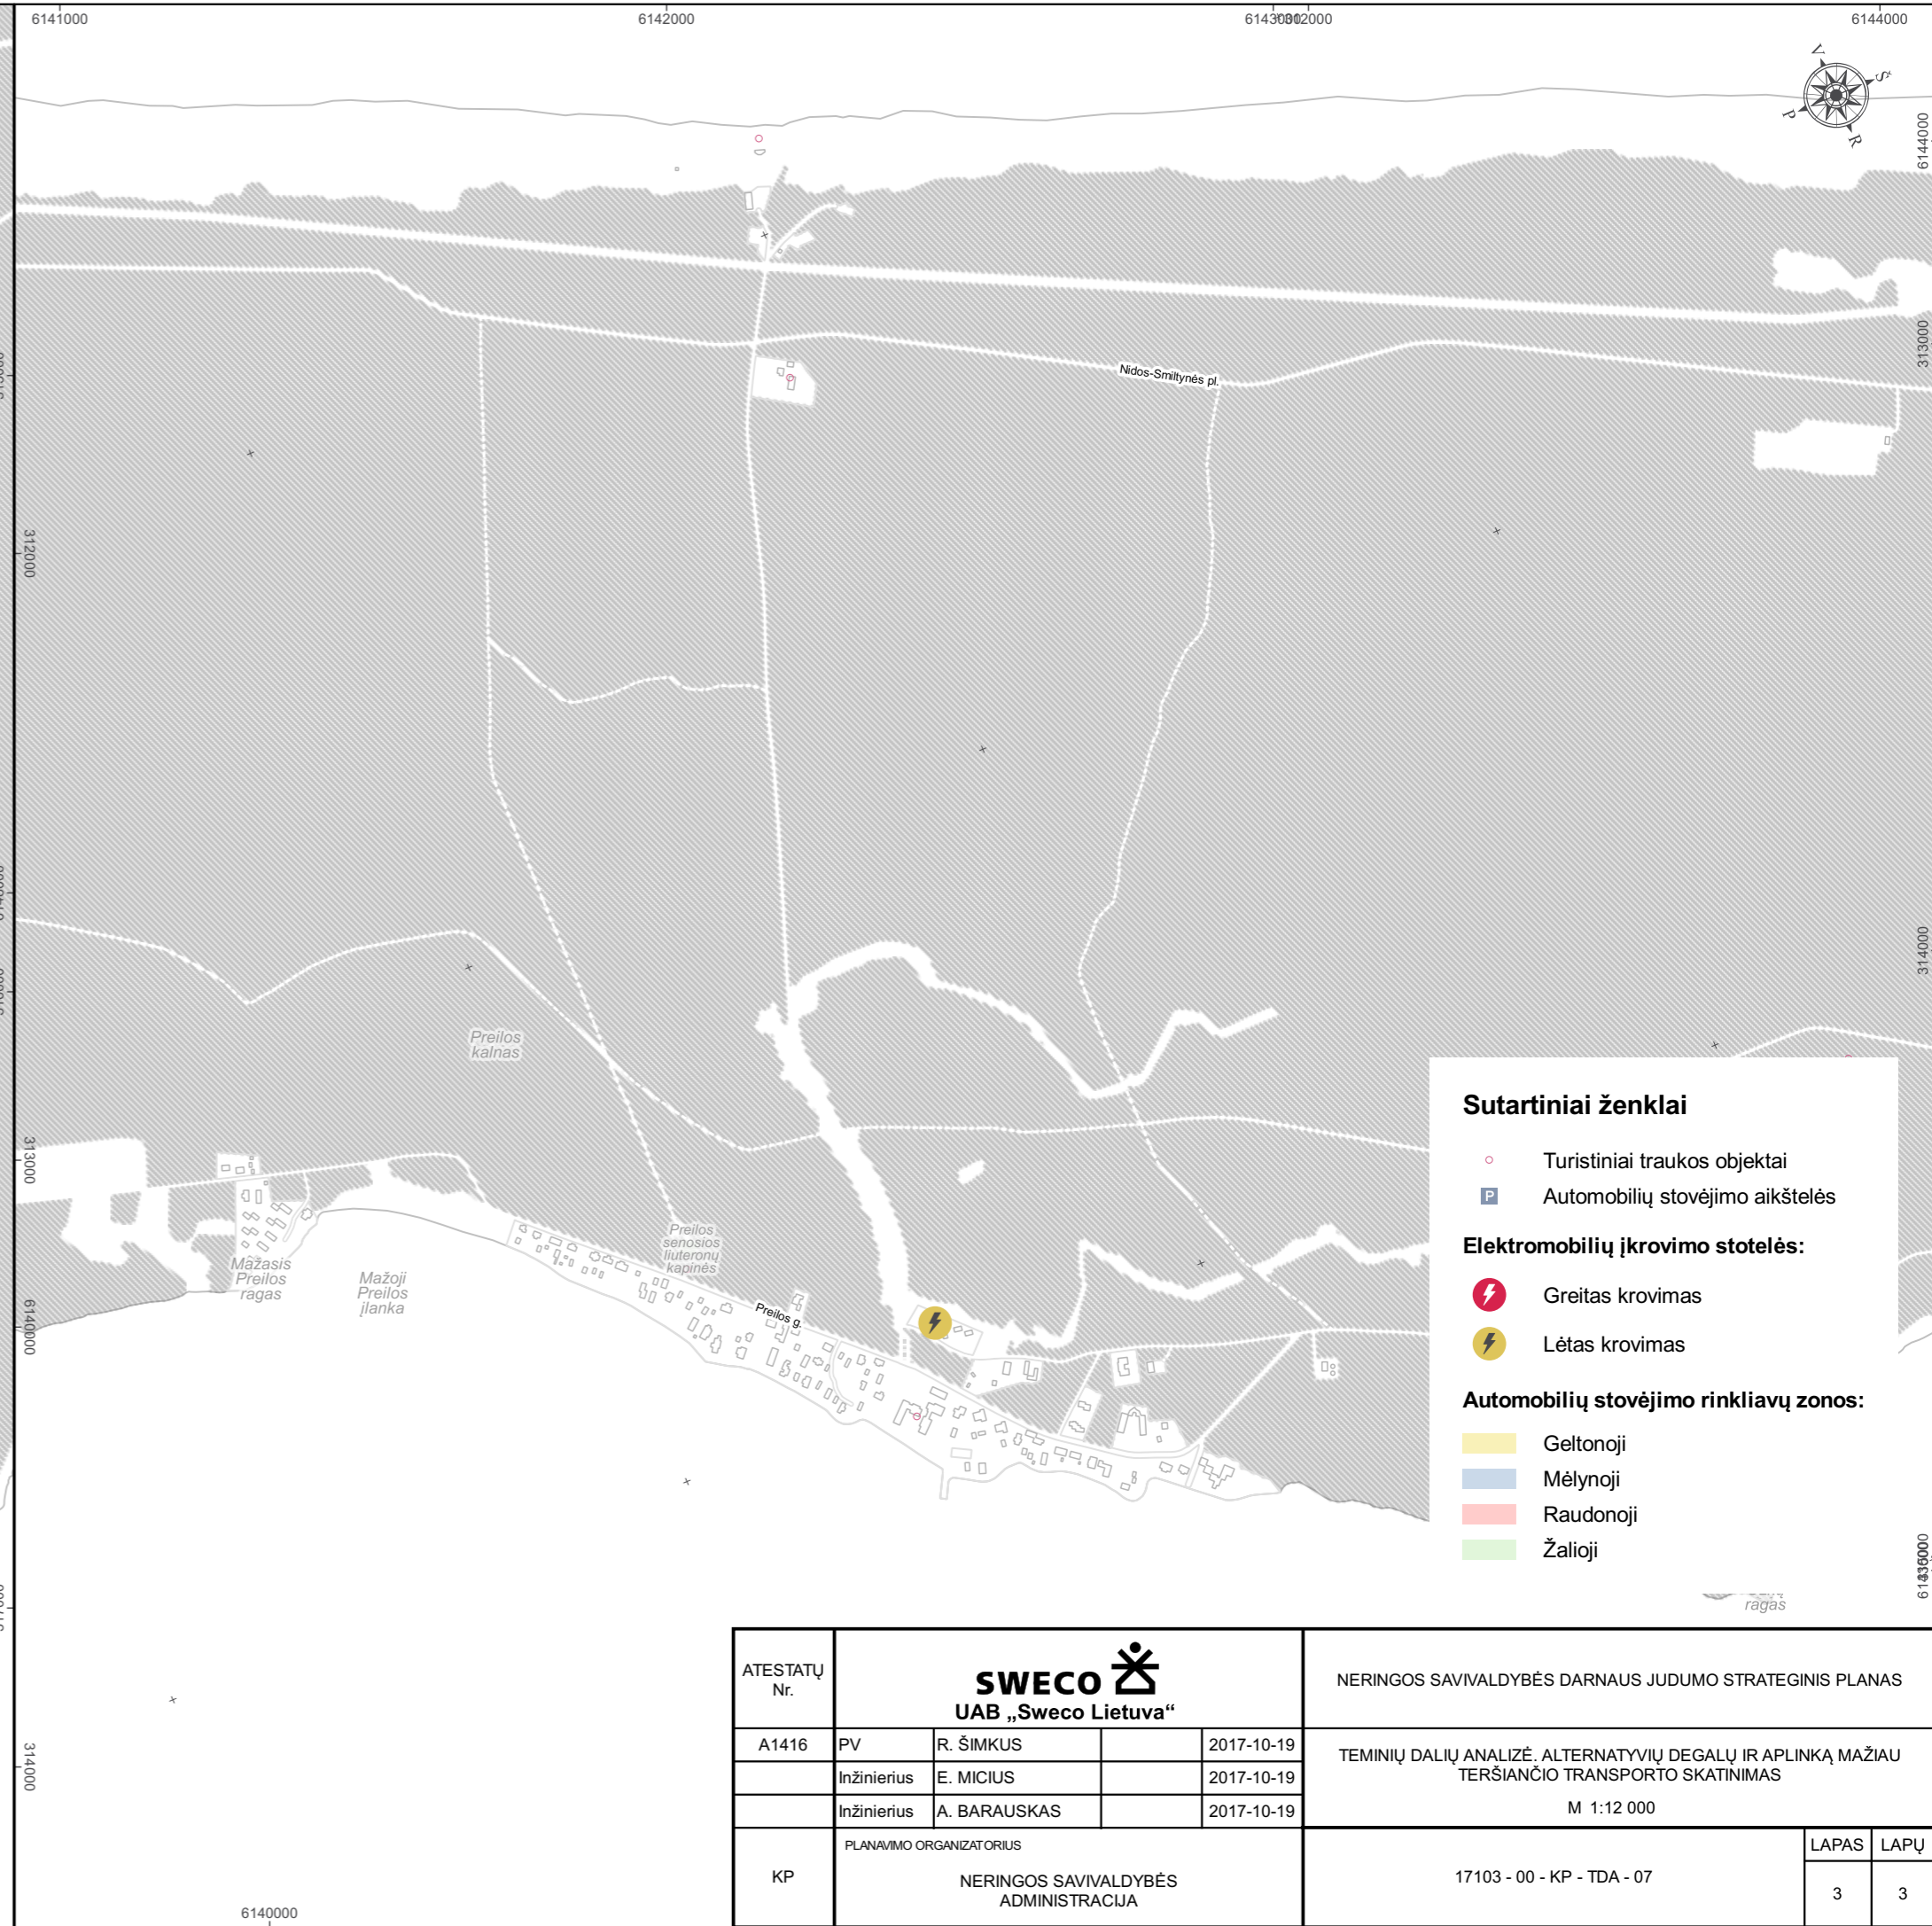 6141000
6142000
6143000
312000
6144000
V
Š
P
R
6144000
313000
Nidos-Smiltynės pl.
312000
314000
Preilos
kalnas
313000
Preilos
senosios
liuteronų
kapinės
Mažasis
Preilos
ragas
Mažoji
Preilos
įlanka
Preilos g.
6140000
Sutartiniai ženklai
Turistiniai traukos objektai
P
Automobilių stovėjimo aikštelės
Elektromobilių įkrovimo stotelės:
Greitas krovimas
Lėtas krovimas
Automobilių stovėjimo rinkliavų zonos:
Geltonoji
Mėlynoji
Raudonoji
Žalioji
ragas
314000
6140000
ATESTATŲ
Nr.
SWECO
UAB „Sweco Lietuva“
NERINGOS SAVIVALDYBĖS DARNAUS JUDUMO STRATEGINIS PLANAS
A1416 PV R. ŠIMKUS 2017-10-19
Inžinierius E. MICIUS 2017-10-19
Inžinierius A. BARAUSKAS 2017-10-19
TEMINIŲ DALIŲ ANALIZĖ. ALTERNATYVIŲ DEGALŲ IR APLINKĄ MAŽIAU
TERŠIANČIO TRANSPORTO SKATINIMAS
M 1:12 000
KP
PLANAVIMO ORGANIZATORIUS
NERINGOS SAVIVALDYBĖS
ADMINISTRACIJA
17103 - 00 - KP - TDA - 07
LAPAS LAPŲ
3 3